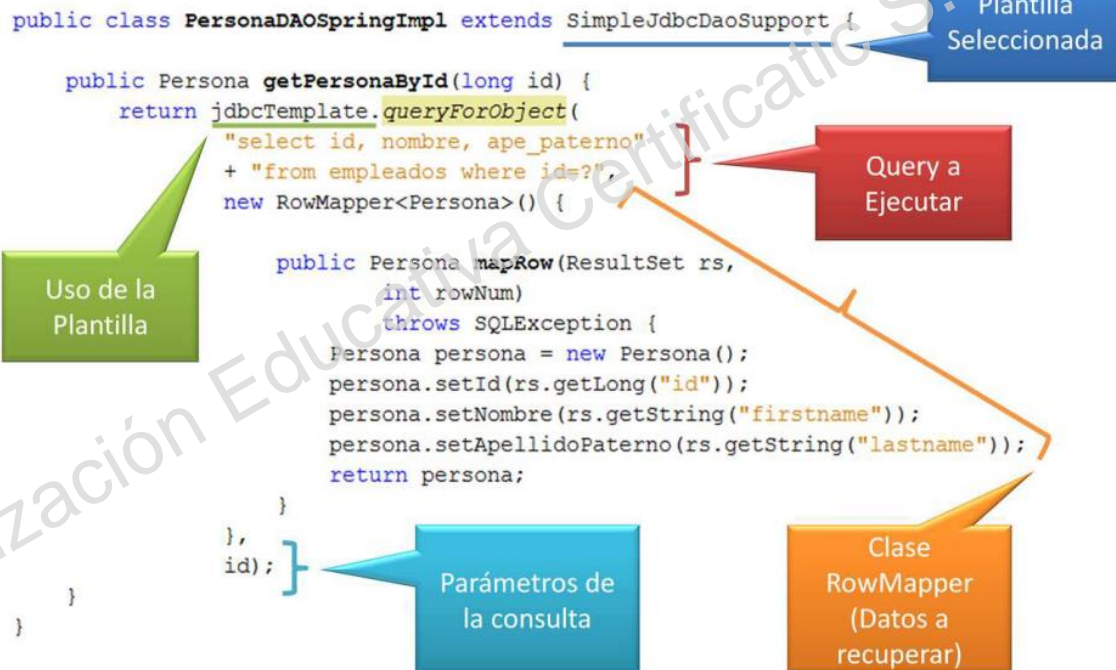 public class PersonaDAOSpringImpl extends SimpleJdbcDaoSupport {
Plantilla
Seleccionada
public Persona getPersonaById(long id) {
return jdbcTemplate.queryForObject(
"select id, nombre, ape_paterno"
+ "from empleados where id=?",
new RowMapper<Persona>() {
Query a
Ejecutar
public Persona mapRow(ResultSet rs,
int rowNum)
throws SQLException {
Uso de la
Plantilla
Persona persona = new Persona();
persona.setId(rs.getLong("id"));
persona.setNombre(rs.getString("firstname"));
persona.setApellidoPaterno(rs.getString("lastname"));
return persona;
}
},
id);
Parámetros de
la consulta
Clase
RowMapper
(Datos a
recuperar)
}
}
ización Educativa Certificatic S.